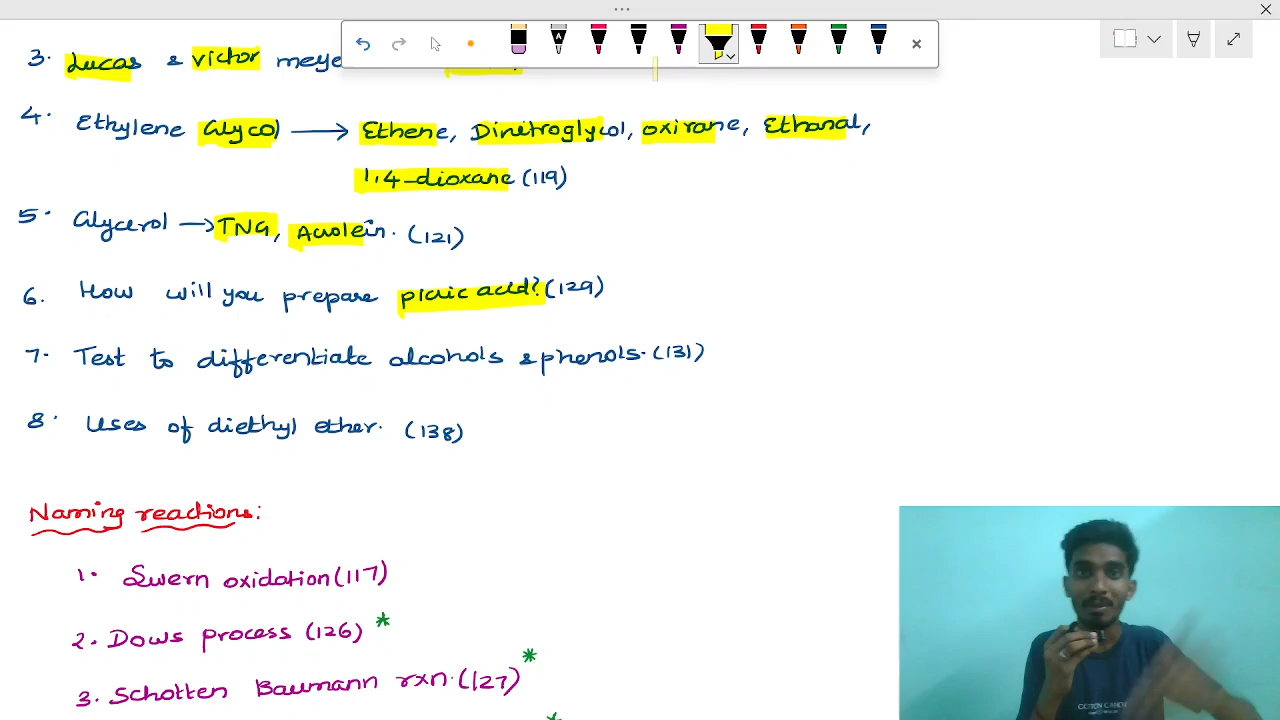 3. Lucas & victor meye
4. Ethylene Glycol → Ethene, Dinitroglycol, oxirane, Ethanal,
1,4-dioxane (119)
5. Glycerol → TNG, Acrolein. (121)
6. How will you prepare picric acid? (129)
7. Test to differentiate alcohols & phenols. (131)
8. Uses of diethyl ether. (138)
Naming reactions:
1. Swern oxidation (117)
2. Dows process (126) *
3. Schotten Baumann rxn. (127) *